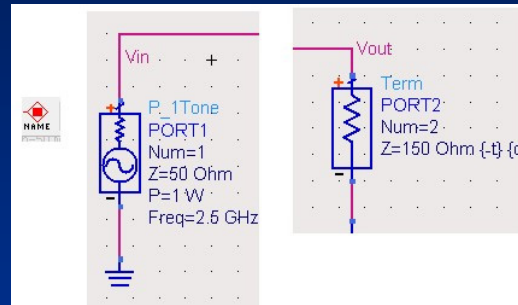 NAME
Vin
P_1Tone
PORT1
Num=1
Z=50 Ohm
P=1 W
Freq=2.5 GHz
Vout
Term
PORT2
Num=2
Z=150 Ohm {-t} {